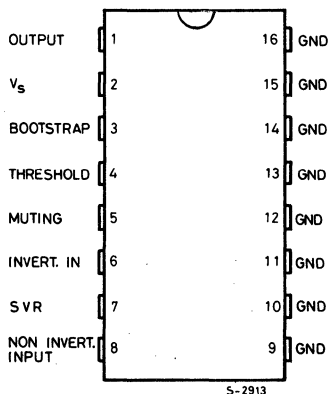 OUTPUT 1 16 GND
Vs 2 15 GND
BOOTSTRAP 3 14 GND
THRESHOLD 4 13 GND
MUTING 5 12 GND
INVERT. IN 6 11 GND
SVR 7 10 GND
NON INVERT.
INPUT 8 9 GND
S-2913